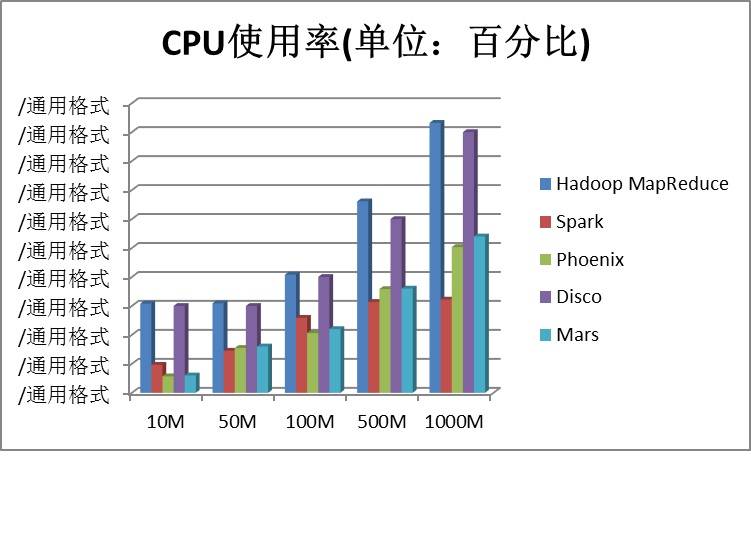 CPU使用率(单位：百分比)
/通用格式
/通用格式
/通用格式
/通用格式
/通用格式
/通用格式
/通用格式
/通用格式
/通用格式
/通用格式
/通用格式
10M 50M 100M 500M 1000M
Hadoop MapReduce
Spark
Phoenix
Disco
Mars